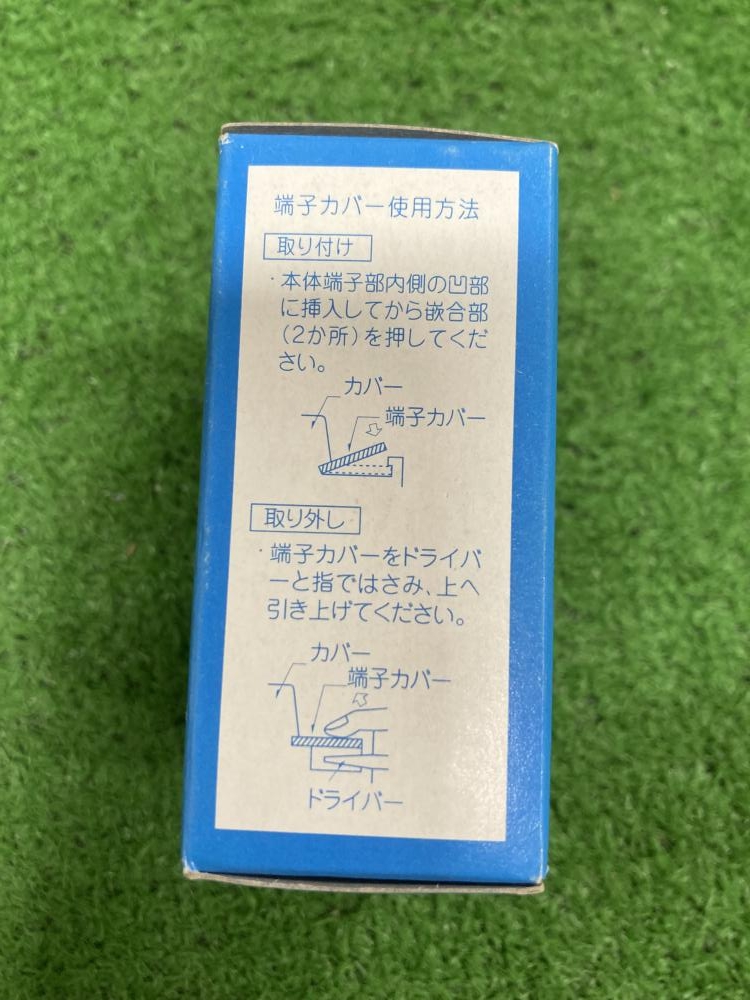 端子カバー使用方法
取り付け
・本体端子部内側の凹部
に挿入してから嵌合部
(2か所)を押してくだ
さい。
カバー
端子カバー
取り外し
・端子カバーをドライバ
ーと指ではさみ、上へ
引き上げてください。
カバー
端子カバー
ドライバー